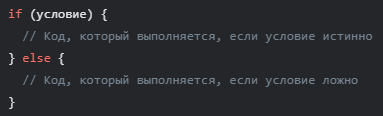 if (условие) {
// Код, который выполняется, если условие истинно
} else {
// Код, который выполняется, если условие ложно
}